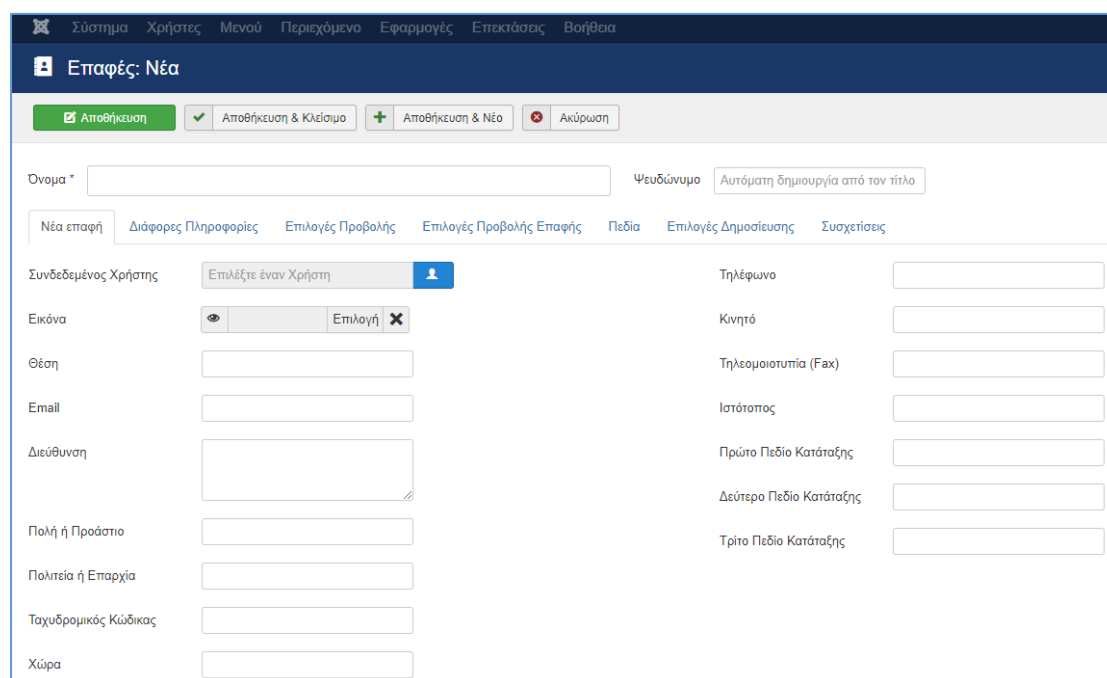 Σύστημα Χρήστες Μενού Περιεχόμενο Εφαρμογές Επεκτάσεις Βοήθεια
Επαφές: Νέα
Αποθήκευση Αποθήκευση & Κλείσιμο Αποθήκευση & Νέο Ακύρωση
Όνομα * Ψευδώνυμο Αυτόματη δημιουργία από τον τίτλο
Νέα επαφή Διάφορες Πληροφορίες Επιλογές Προβολής Επιλογές Προβολής Επαφής Πεδία Επιλογές Δημοσίευσης Συσχετίσεις
Συνδεδεμένος Χρήστης Επιλέξτε έναν Χρήστη Τηλέφωνο
Εικόνα Επιλογή Κινητό
Θέση Τηλεομοιοτυπία (Fax)
Email Ιστότοπος
Διεύθυνση Πρώτο Πεδίο Κατάταξης
Δεύτερο Πεδίο Κατάταξης
Πολή ή Προάστιο Τρίτο Πεδίο Κατάταξης
Πολιτεία ή Επαρχία
Ταχυδρομικός Κώδικας
Χώρα